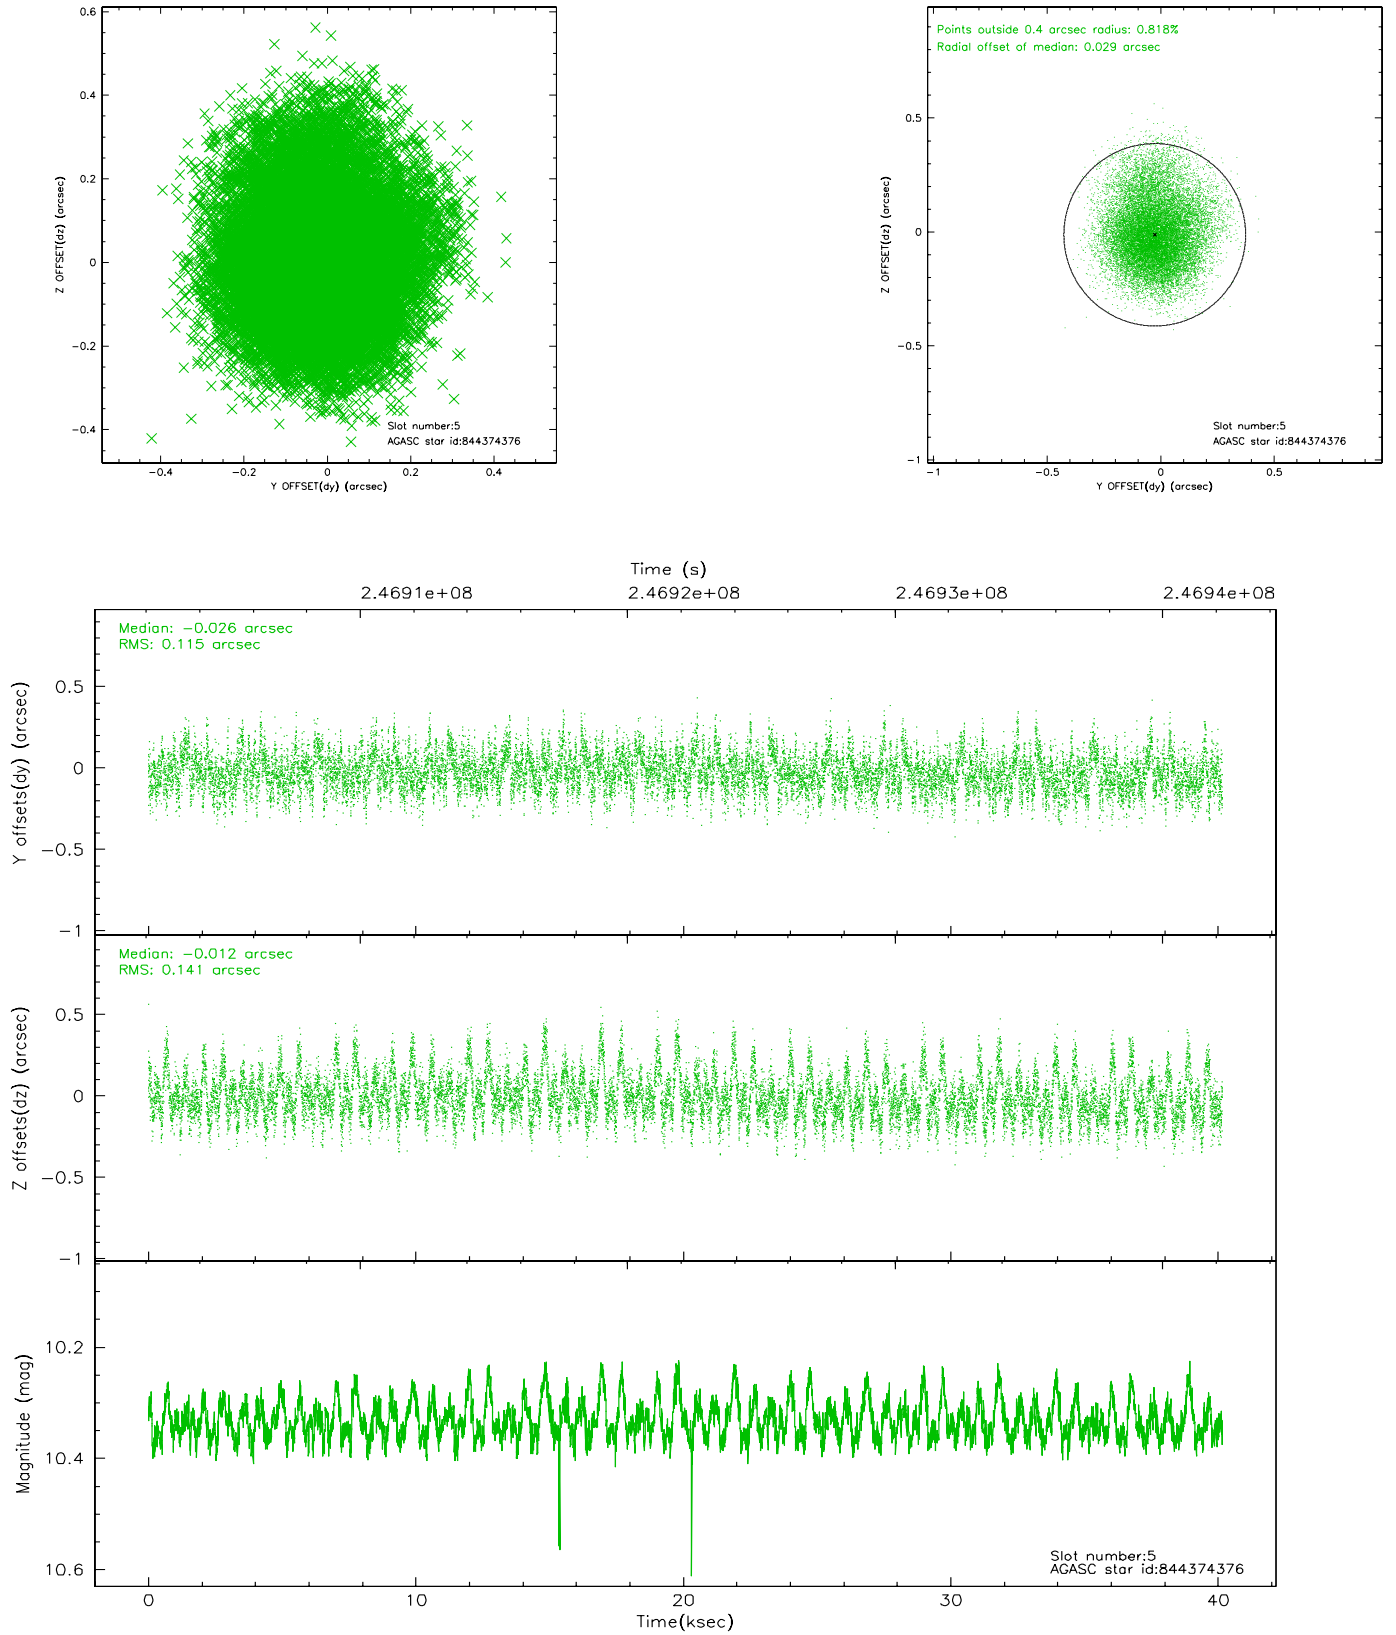 0.6
0.4
0.2
0
−0.2
−0.4
Z OFFSET(dz) (arcsec)
Slot number:5
AGASC star id:844374376
−0.4 −0.2 0 0.2 0.4
Y OFFSET(dy) (arcsec)
Points outside 0.4 arcsec radius: 0.818%
Radial offset of median: 0.029 arcsec
0.5
0
−0.5
−1
Z OFFSET(dz) (arcsec)
Slot number:5
AGASC star id:844374376
−1 −0.5 0 0.5
Y OFFSET(dy) (arcsec)
Time (s)
2.4691e+08 2.4692e+08 2.4693e+08 2.4694e+08
Median: −0.026 arcsec
RMS: 0.115 arcsec
0.5
0
−0.5
−1
Y offsets(dy) (arcsec)
Median: −0.012 arcsec
RMS: 0.141 arcsec
0.5
0
−0.5
−1
Z offsets(dz) (arcsec)
10.2
10.4
10.6
Magnitude (mag)
Slot number:5
AGASC star id:844374376
0 10 20 30 40
Time(ksec)